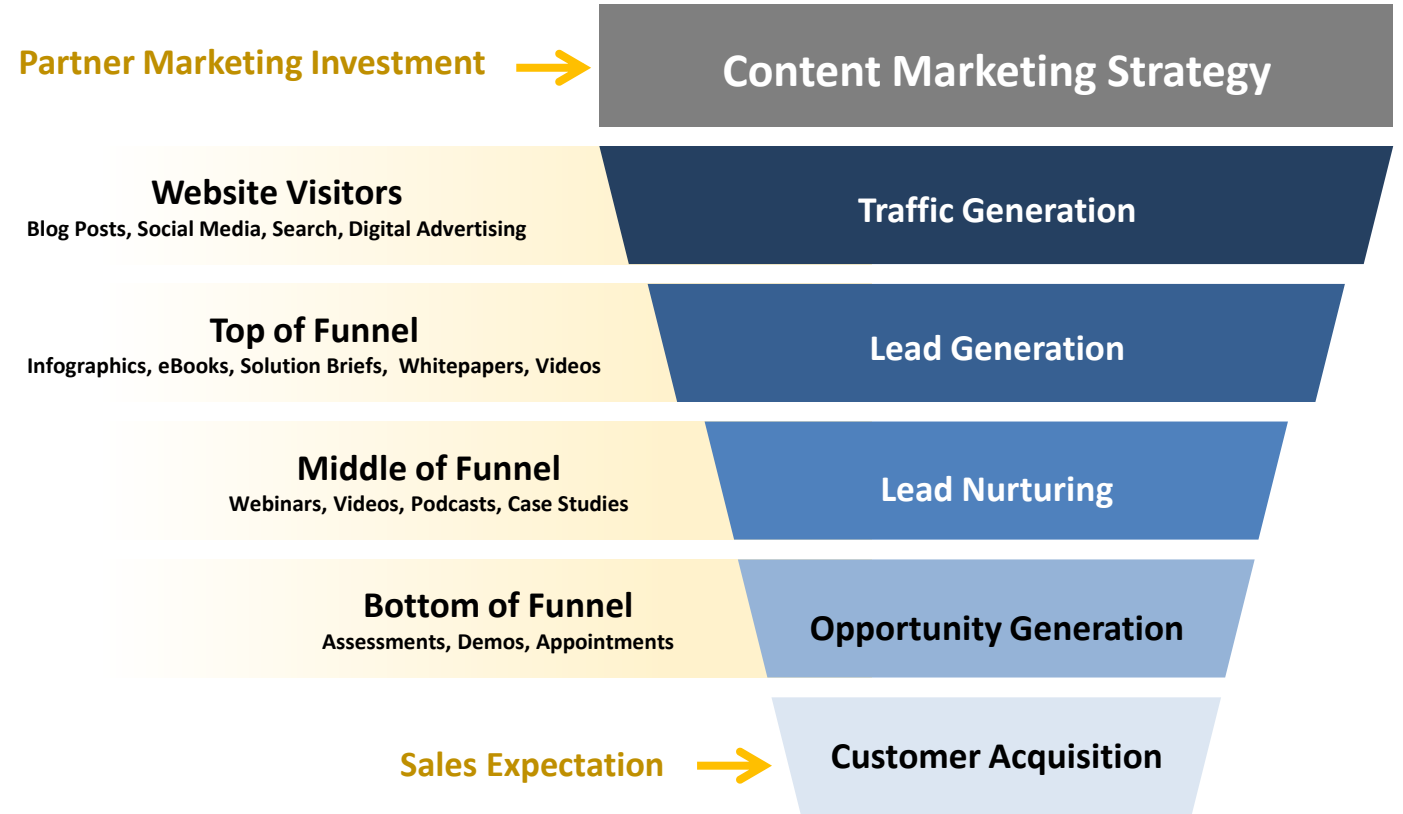 Partner Marketing Investment
Content Marketing Strategy
Website Visitors
Blog Posts, Social Media, Search, Digital Advertising
Traffic Generation
Top of Funnel
Infographics, eBooks, Solution Briefs,  Whitepapers, Videos
Lead Generation
Middle of Funnel
Webinars, Videos, Podcasts, Case Studies
Lead Nurturing
Bottom of Funnel
Assessments, Demos, Appointments
Opportunity Generation
Sales Expectation
Customer Acquisition